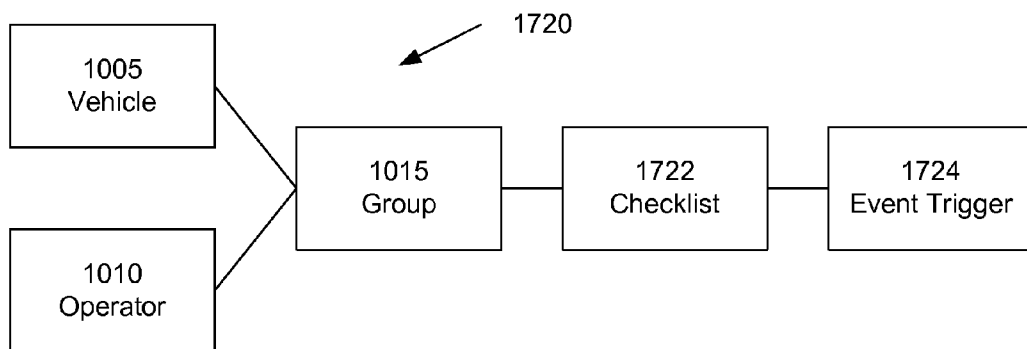 1720
1005
Vehicle
1015
Group
1722
Checklist
1724
Event Trigger
1010
Operator